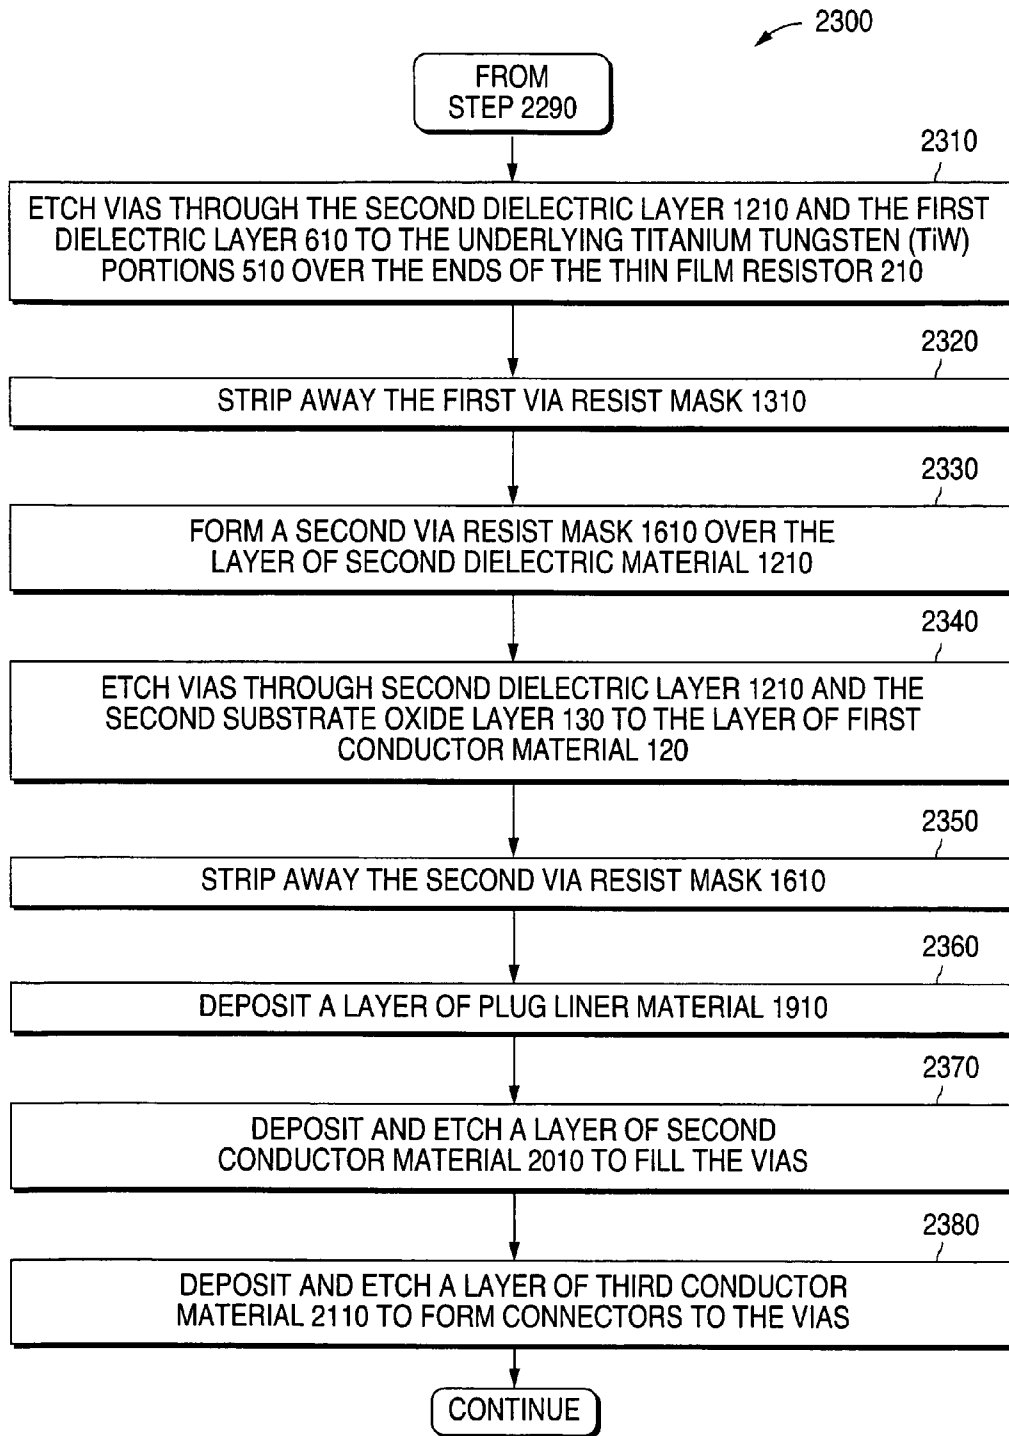 2300
FROM
STEP 2290
2310
ETCH VIAS THROUGH THE SECOND DIELECTRIC LAYER 1210 AND THE FIRST
DIELECTRIC LAYER 610 TO THE UNDERLYING TITANIUM TUNGSTEN (TiW)
PORTIONS 510 OVER THE ENDS OF THE THIN FILM RESISTOR 210
2320
STRIP AWAY THE FIRST VIA RESIST MASK 1310
2330
FORM A SECOND VIA RESIST MASK 1610 OVER THE
LAYER OF SECOND DIELECTRIC MATERIAL 1210
2340
ETCH VIAS THROUGH SECOND DIELECTRIC LAYER 1210 AND THE
SECOND SUBSTRATE OXIDE LAYER 130 TO THE LAYER OF FIRST
CONDUCTOR MATERIAL 120
2350
STRIP AWAY THE SECOND VIA RESIST MASK 1610
2360
DEPOSIT A LAYER OF PLUG LINER MATERIAL 1910
2370
DEPOSIT AND ETCH A LAYER OF SECOND
CONDUCTOR MATERIAL 2010 TO FILL THE VIAS
2380
DEPOSIT AND ETCH A LAYER OF THIRD CONDUCTOR
MATERIAL 2110 TO FORM CONNECTORS TO THE VIAS
CONTINUE